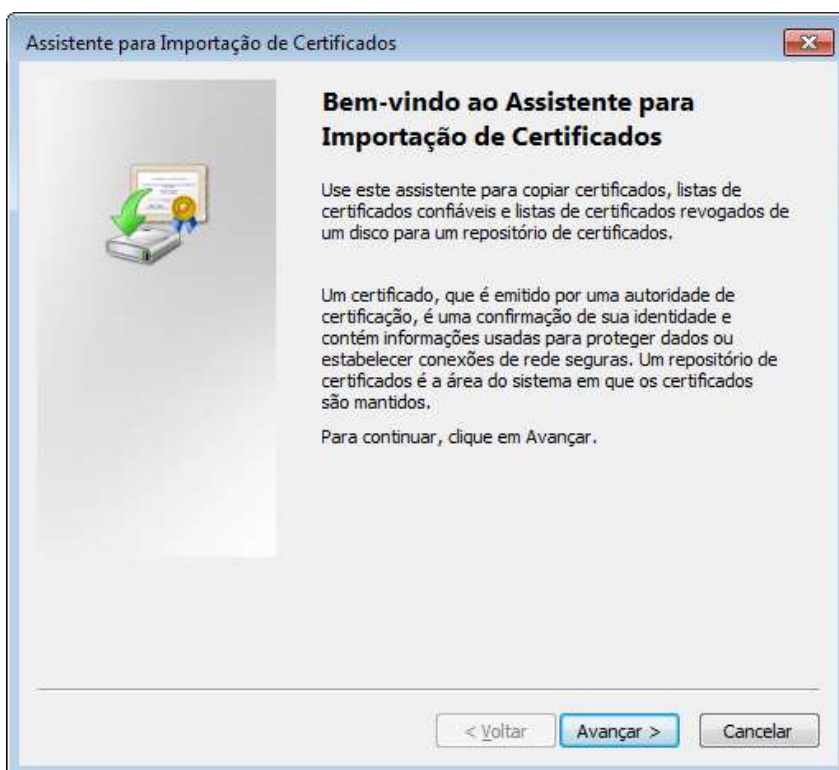 Assistente para Importação de Certificados
Bem-vindo ao Assistente para
Importação de Certificados
Use este assistente para copiar certificados, listas de
certificados confiáveis e listas de certificados revogados de
um disco para um repositório de certificados.
Um certificado, que é emitido por uma autoridade de
certificação, é uma confirmação de sua identidade e
contém informações usadas para proteger dados ou
estabelecer conexões de rede seguras. Um repositório de
certificados é a área do sistema em que os certificados
são mantidos.
Para continuar, clique em Avançar.
< Voltar Avançar > Cancelar